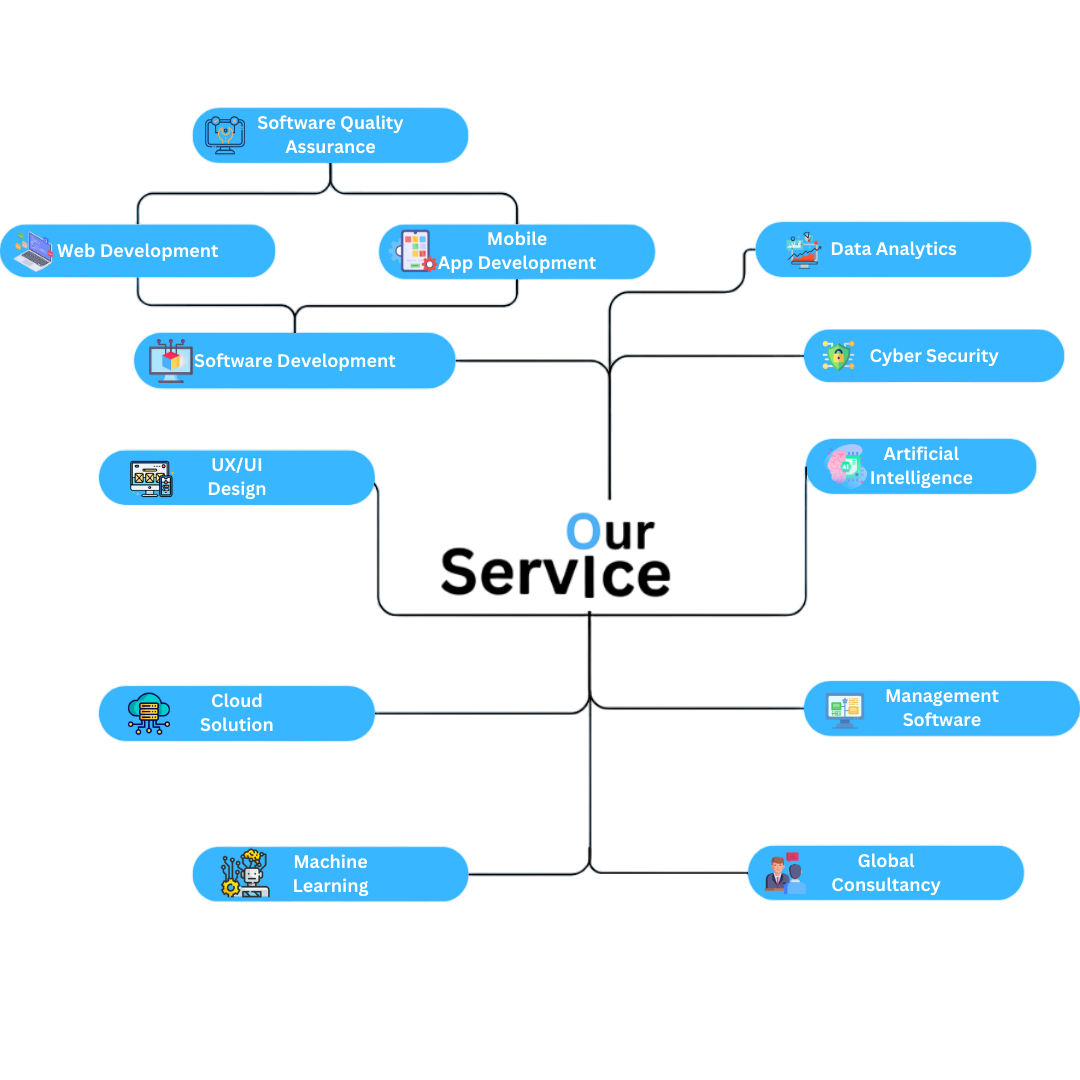 Software Quality
Assurance
Web Development
Mobile
App Development
Data Analytics
Software Development
Cyber Security
UX/UI
Design
Artificial
Intelligence
AI
Our
ServIce
Cloud
Solution
Management
Software
Machine
Learning
Global
Consultancy